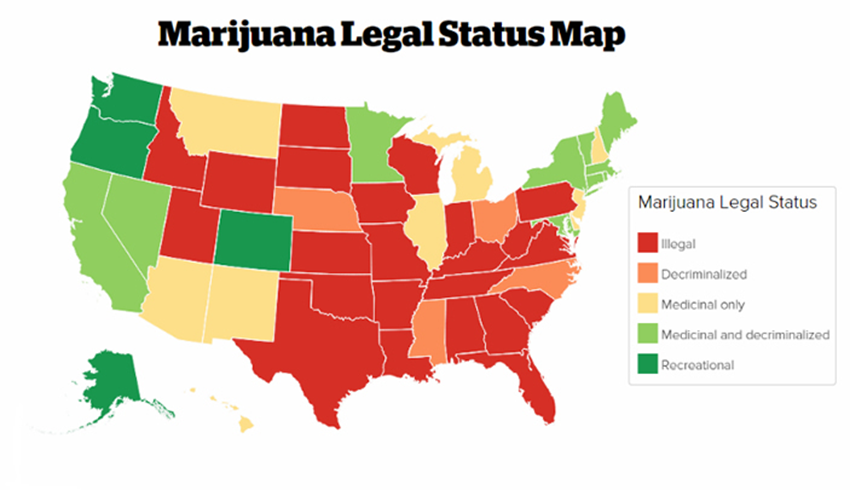 Marijuana Legal Status Map
Marijuana Legal Status
Illegal
Decriminalized
Medicinal only
Medicinal and decriminalized
Recreational